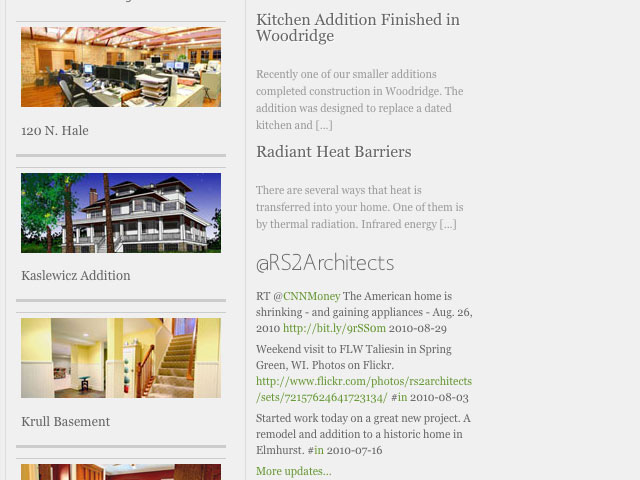 120 N. Hale
Kaslewicz Addition
Krull Basement
Kitchen Addition Finished in
Woodridge
Recently one of our smaller additions
completed construction in Woodridge. The
addition was designed to replace a dated
kitchen and [...]
Radiant Heat Barriers
There are several ways that heat is
transferred into your home. One of them is
by thermal radiation. Infrared energy [...]
@RS2Architects
RT @CNNMoney The American home is
shrinking - and gaining appliances - Aug. 26,
2010 http://bit.ly/9rSS0m 2010-08-29
Weekend visit to FLW Taliesin in Spring
Green, WI. Photos on Flickr.
http://www.flickr.com/photos/rs2architects
/sets/72157624641723134/ #in 2010-08-03
Started work today on a great new project. A
remodel and addition to a historic home in
Elmhurst. #in 2010-07-16
More updates...